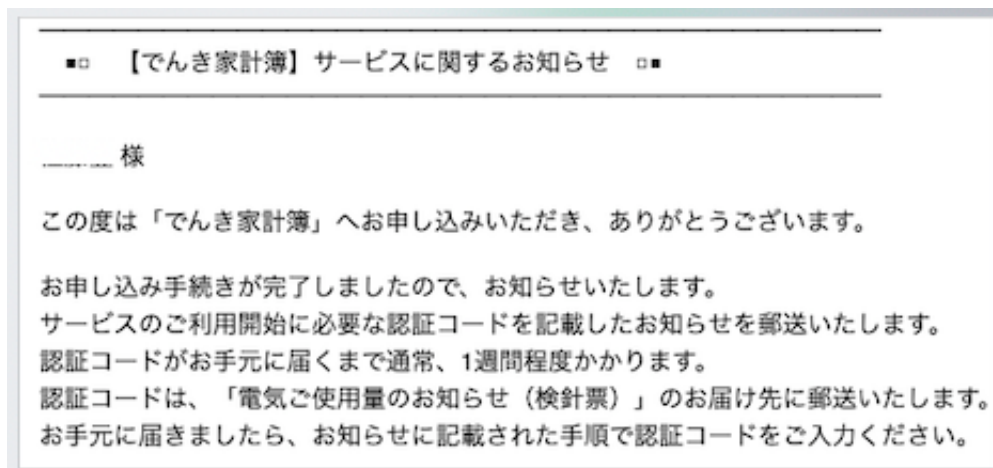 ■□ 【でんき家計簿】サービスに関するお知らせ □■
様
この度は「でんき家計簿」へお申し込みいただき、ありがとうございます。
お申し込み手続きが完了しましたので、お知らせいたします。
サービスのご利用開始に必要な認証コードを記載したお知らせを郵送いたします。
認証コードがお手元に届くまで通常、1週間程度かかります。
認証コードは、「電気ご使用量のお知らせ（検針票）」のお届け先に郵送いたします。
お手元に届きましたら、お知らせに記載された手順で認証コードをご入力ください。